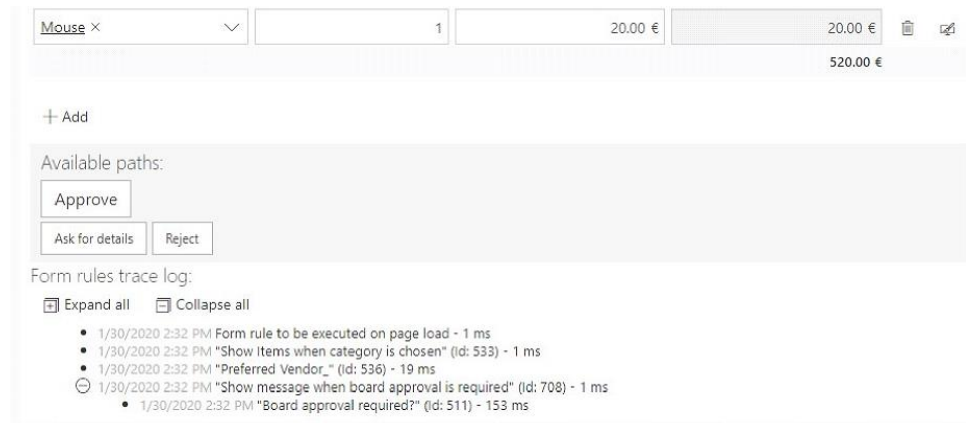 Mouse ×
1
20.00 €
20.00 €
520.00 €
+ Add
Available paths:
Approve
Ask for details
Reject
Form rules trace log:
Expand all
Collapse all
1/30/2020 2:32 PM Form rule to be executed on page load - 1 ms
1/30/2020 2:32 PM "Show Items when category is chosen" (Id: 533) - 1 ms
1/30/2020 2:32 PM "Preferred Vendor_" (Id: 536) - 19 ms
1/30/2020 2:32 PM "Show message when board approval is required" (Id: 708) - 1 ms
1/30/2020 2:32 PM "Board approval required?" (Id: 511) - 153 ms